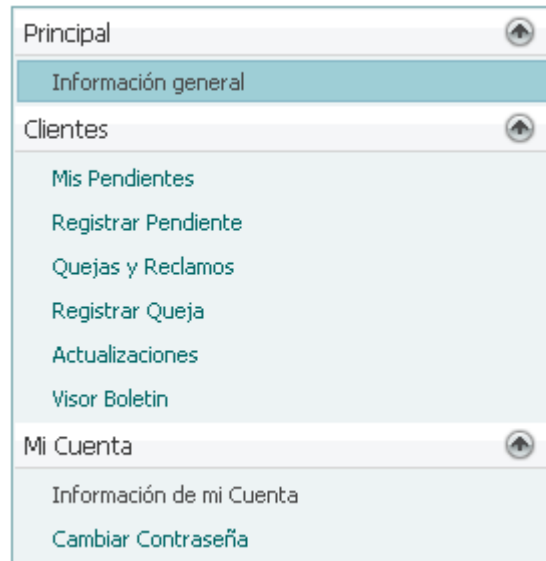 Principal
Información general
Clientes
Mis Pendientes
Registrar Pendiente
Quejas y Reclamos
Registrar Queja
Actualizaciones
Visor Boletin
Mi Cuenta
Información de mi Cuenta
Cambiar Contraseña